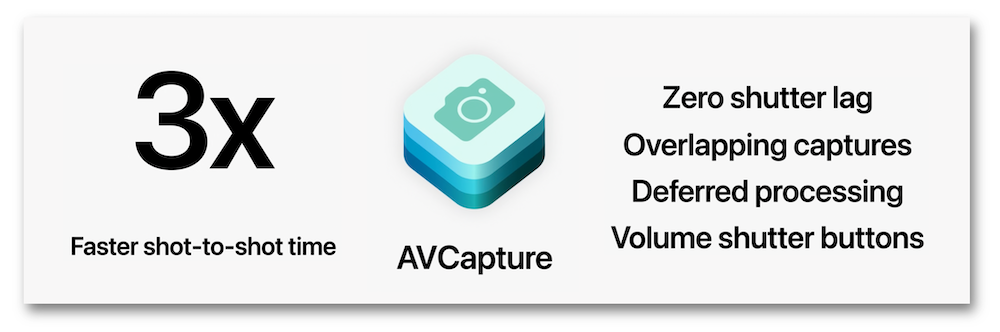 3x
Faster shot-to-shot time
AVCapture
Zero shutter lag
Overlapping captures
Deferred processing
Volume shutter buttons